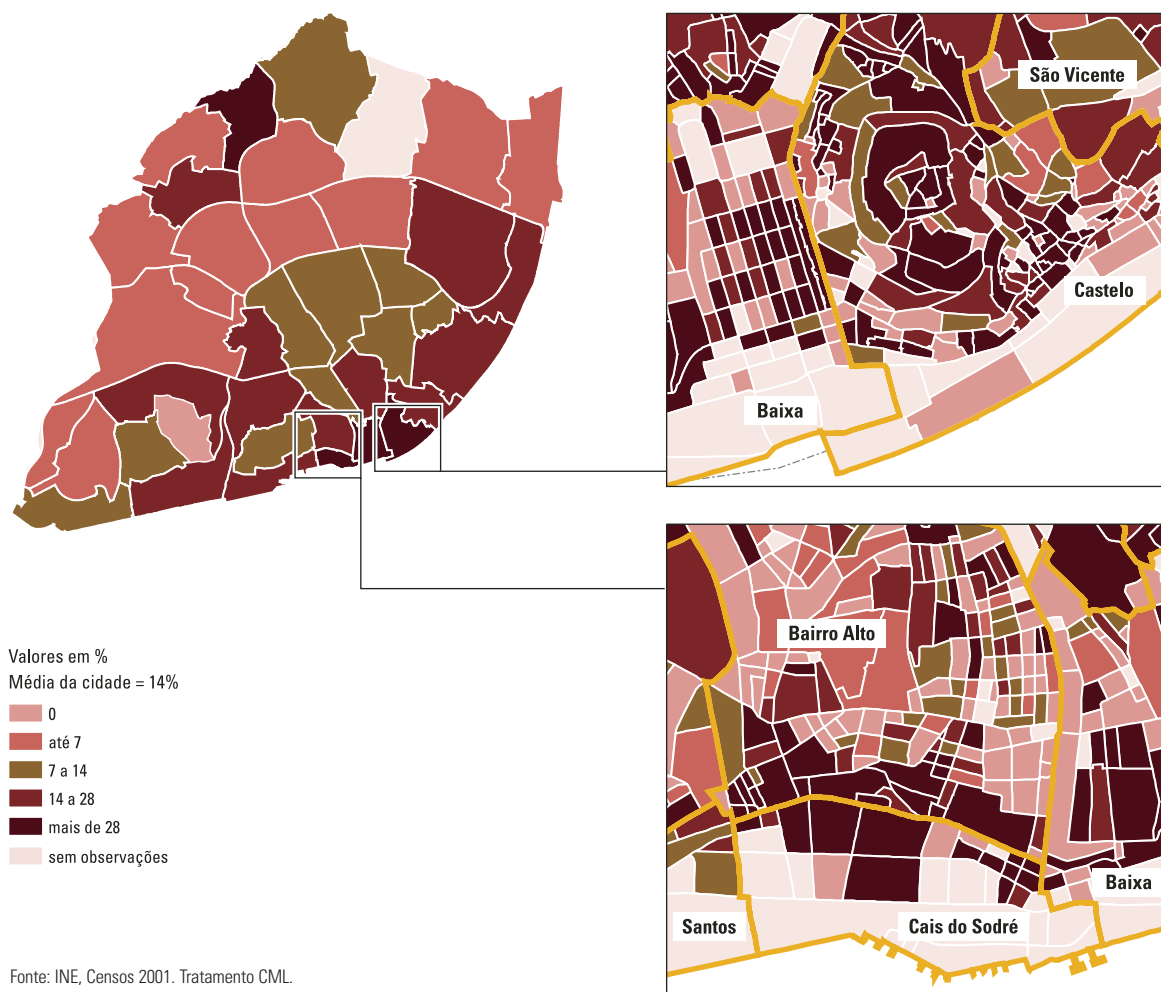 São Vicente
Castelo
Baixa
Bairro Alto
Baixa
Santos
Cais do Sodré
Valores em %
Média da cidade = 14%
0
até 7
7 a 14
14 a 28
mais de 28
sem observações
Fonte: INE, Censos 2001. Tratamento CML.